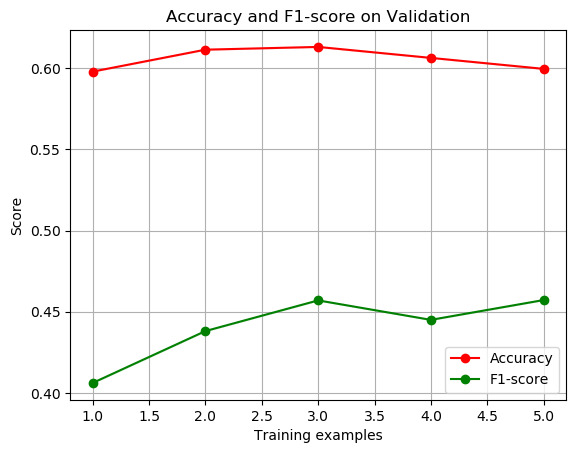 Accuracy and F1-score on Validation
Score
0.60
0.55
0.50
0.45
0.40
Accuracy
F1-score
1.0 1.5 2.0 2.5 3.0 3.5 4.0 4.5 5.0
Training examples